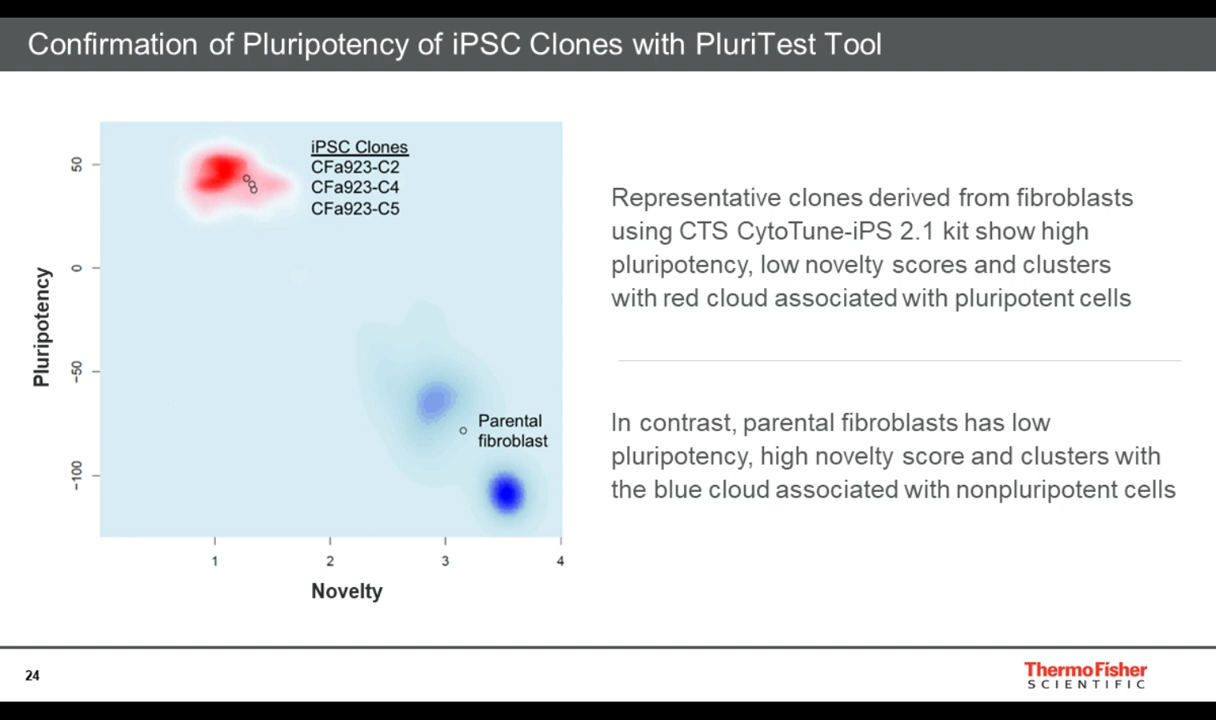 Confirmation of Pluripotency of iPSC Clones with PluriTest Tool
iPSC Clones
CFa923-C2
CFa923-C4
CFa923-C5
Parental
fibroblast
50
0
-50
-100
Pluripotency
1
2
3
4
Novelty
Representative clones derived from fibroblasts
using CTS CytoTune-iPS 2.1 kit show high
pluripotency, low novelty scores and clusters
with red cloud associated with pluripotent cells
In contrast, parental fibroblasts has low
pluripotency, high novelty score and clusters with
the blue cloud associated with nonpluripotent cells
24
ThermoFisher
SCIENTIFIC